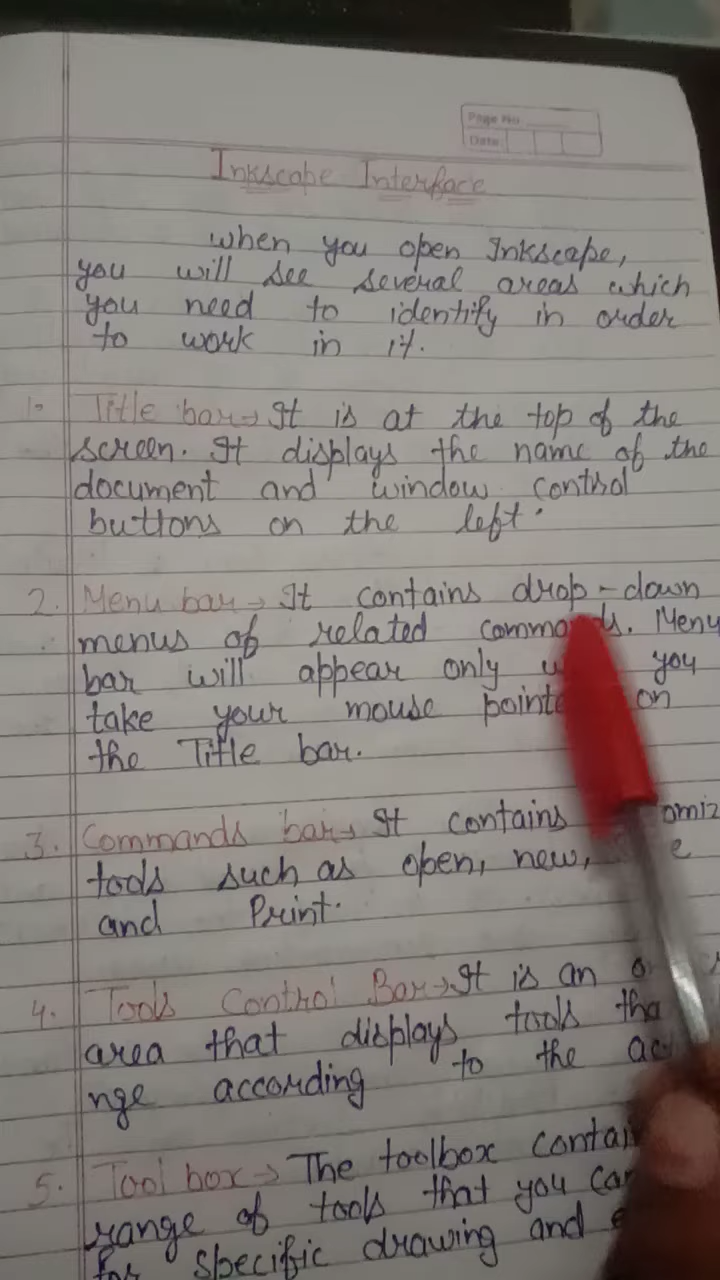 Page No
Date
Inkscape Interface
When you open Inkscape,
you will see several areas which
you need to identify in order
to work in it.
1- Title bar → It is at the top of the
screen. It displays the name of the
document and window control
buttons on the left.
2. Menu bar → It contains drop-down
menus of related commands. Menu
bar will appear only you
take your mouse on
the Title bar.
3. Commands bar → It contains
tools such as open, new,
and Print.
4. Tools Control Bar → It is an
area that displays tools
nge according to the
5. Tool box → The toolbox
range of tools that you can
for specific drawing and